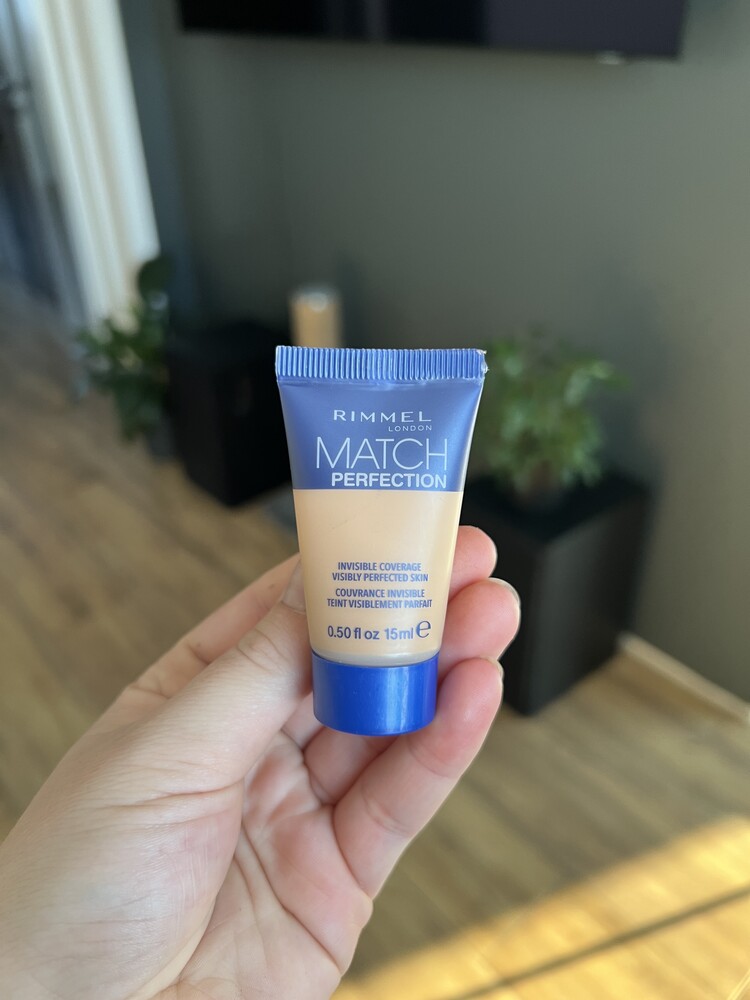 RIMMEL
LONDON
MATCH
PERFECTION
INVISIBLE COVERAGE
VISIBLY PERFECTED SKIN
COUVRANCE INVISIBLE
TEINT VISIBLEMENT PARFAIT
0.50 fl oz 15ml ℮